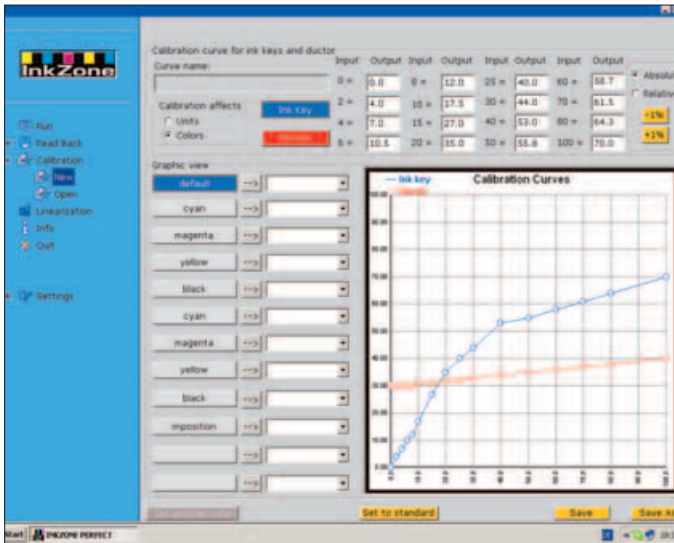 InkZone
Run
Read Back
Calibration
New
Open
Linearization
Info
Quit
Settings
Calibration curve for ink keys and ductor
Curve name:
Calibration affects
Units
Colors
Ink Key
Input Output Input Output Input Output Input Output
0 = 0.0 8 = 12.0 25 = 40.0 60 = 58.7
2 = 4.0 10 = 17.5 30 = 44.0 70 = 61.5
4 = 7.0 15 = 27.0 40 = 53.0 80 = 64.3
6 = 10.5 20 = 35.0 50 = 55.8 100 = 70.0
Absolut
Relative
-1%
+1%
Graphic view
default -->
cyan -->
magenta -->
yellow -->
black -->
cyan -->
magenta -->
yellow -->
black -->
mposition -->
-->
-->
Ink key
Calibration Curves
Set to standard
Save
Save As
Start
INKZONE PERFECT